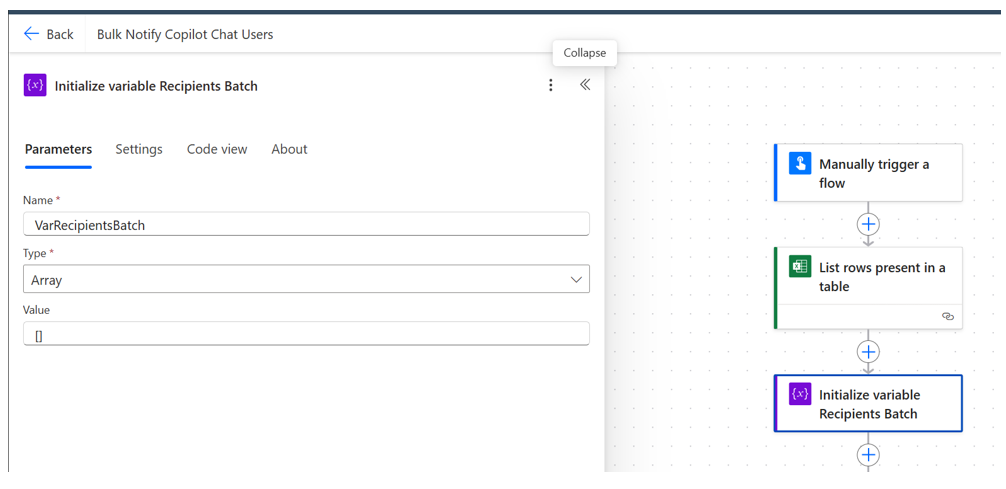 Back
Bulk Notify Copilot Chat Users
Collapse
{x} Initialize variable Recipients Batch
Parameters
Settings
Code view
About
Name *
VarRecipientsBatch
Type *
Array
Value
[]
Manually trigger a
flow
List rows present in a
table
{x} Initialize variable
Recipients Batch